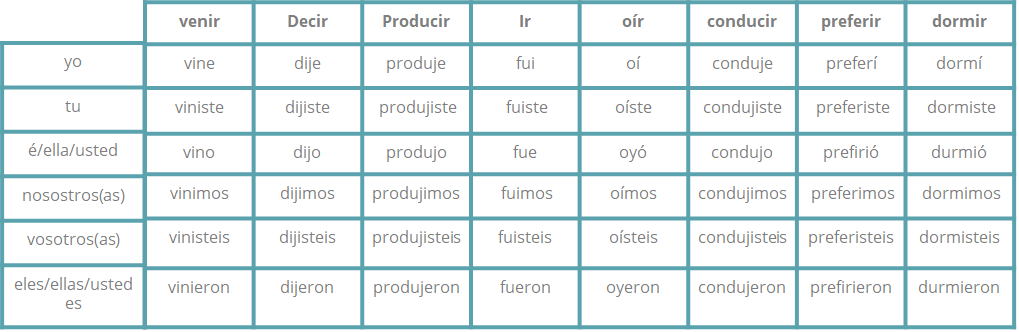 venir Decir Producir Ir oír conducir preferir dormir
yo vine dije produje fui oí conduje preferí dormí
tu viniste dijiste produjiste fuiste oíste condujiste preferiste dormiste
é/ella/usted vino dijo produjo fue oyó condujo prefirió durmió
nosostros(as) vinimos dijimos produjimos fuimos oímos condujimos preferimos dormimos
vosotros(as) vinisteis dijisteis produjisteis fuisteis oísteis condujisteis preferisteis dormisteis
eles/ellas/usted vinieron dijeron produjeron fueron oyeron condujeron prefirieron durmieron
es